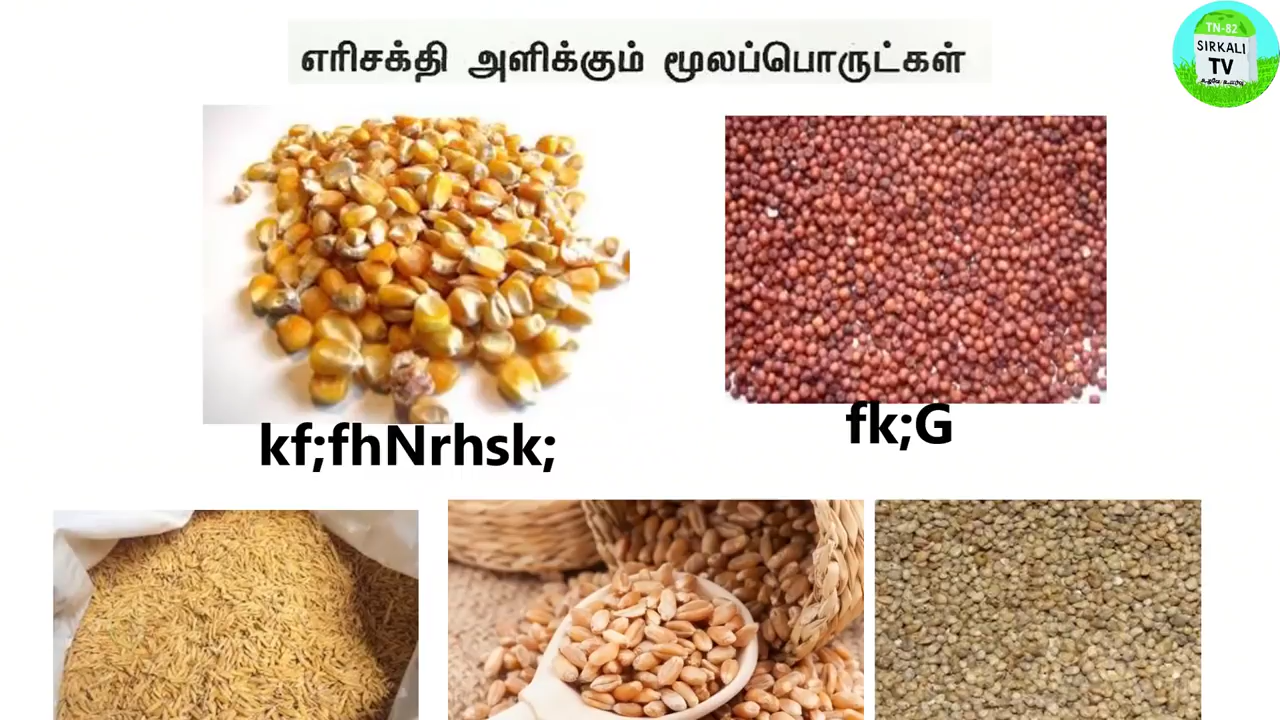 எரிசக்தி அளிக்கும் மூலப்பொருட்கள்
TN-82
SIRKALI
TV
kf;fhNrhsk;
fk;G